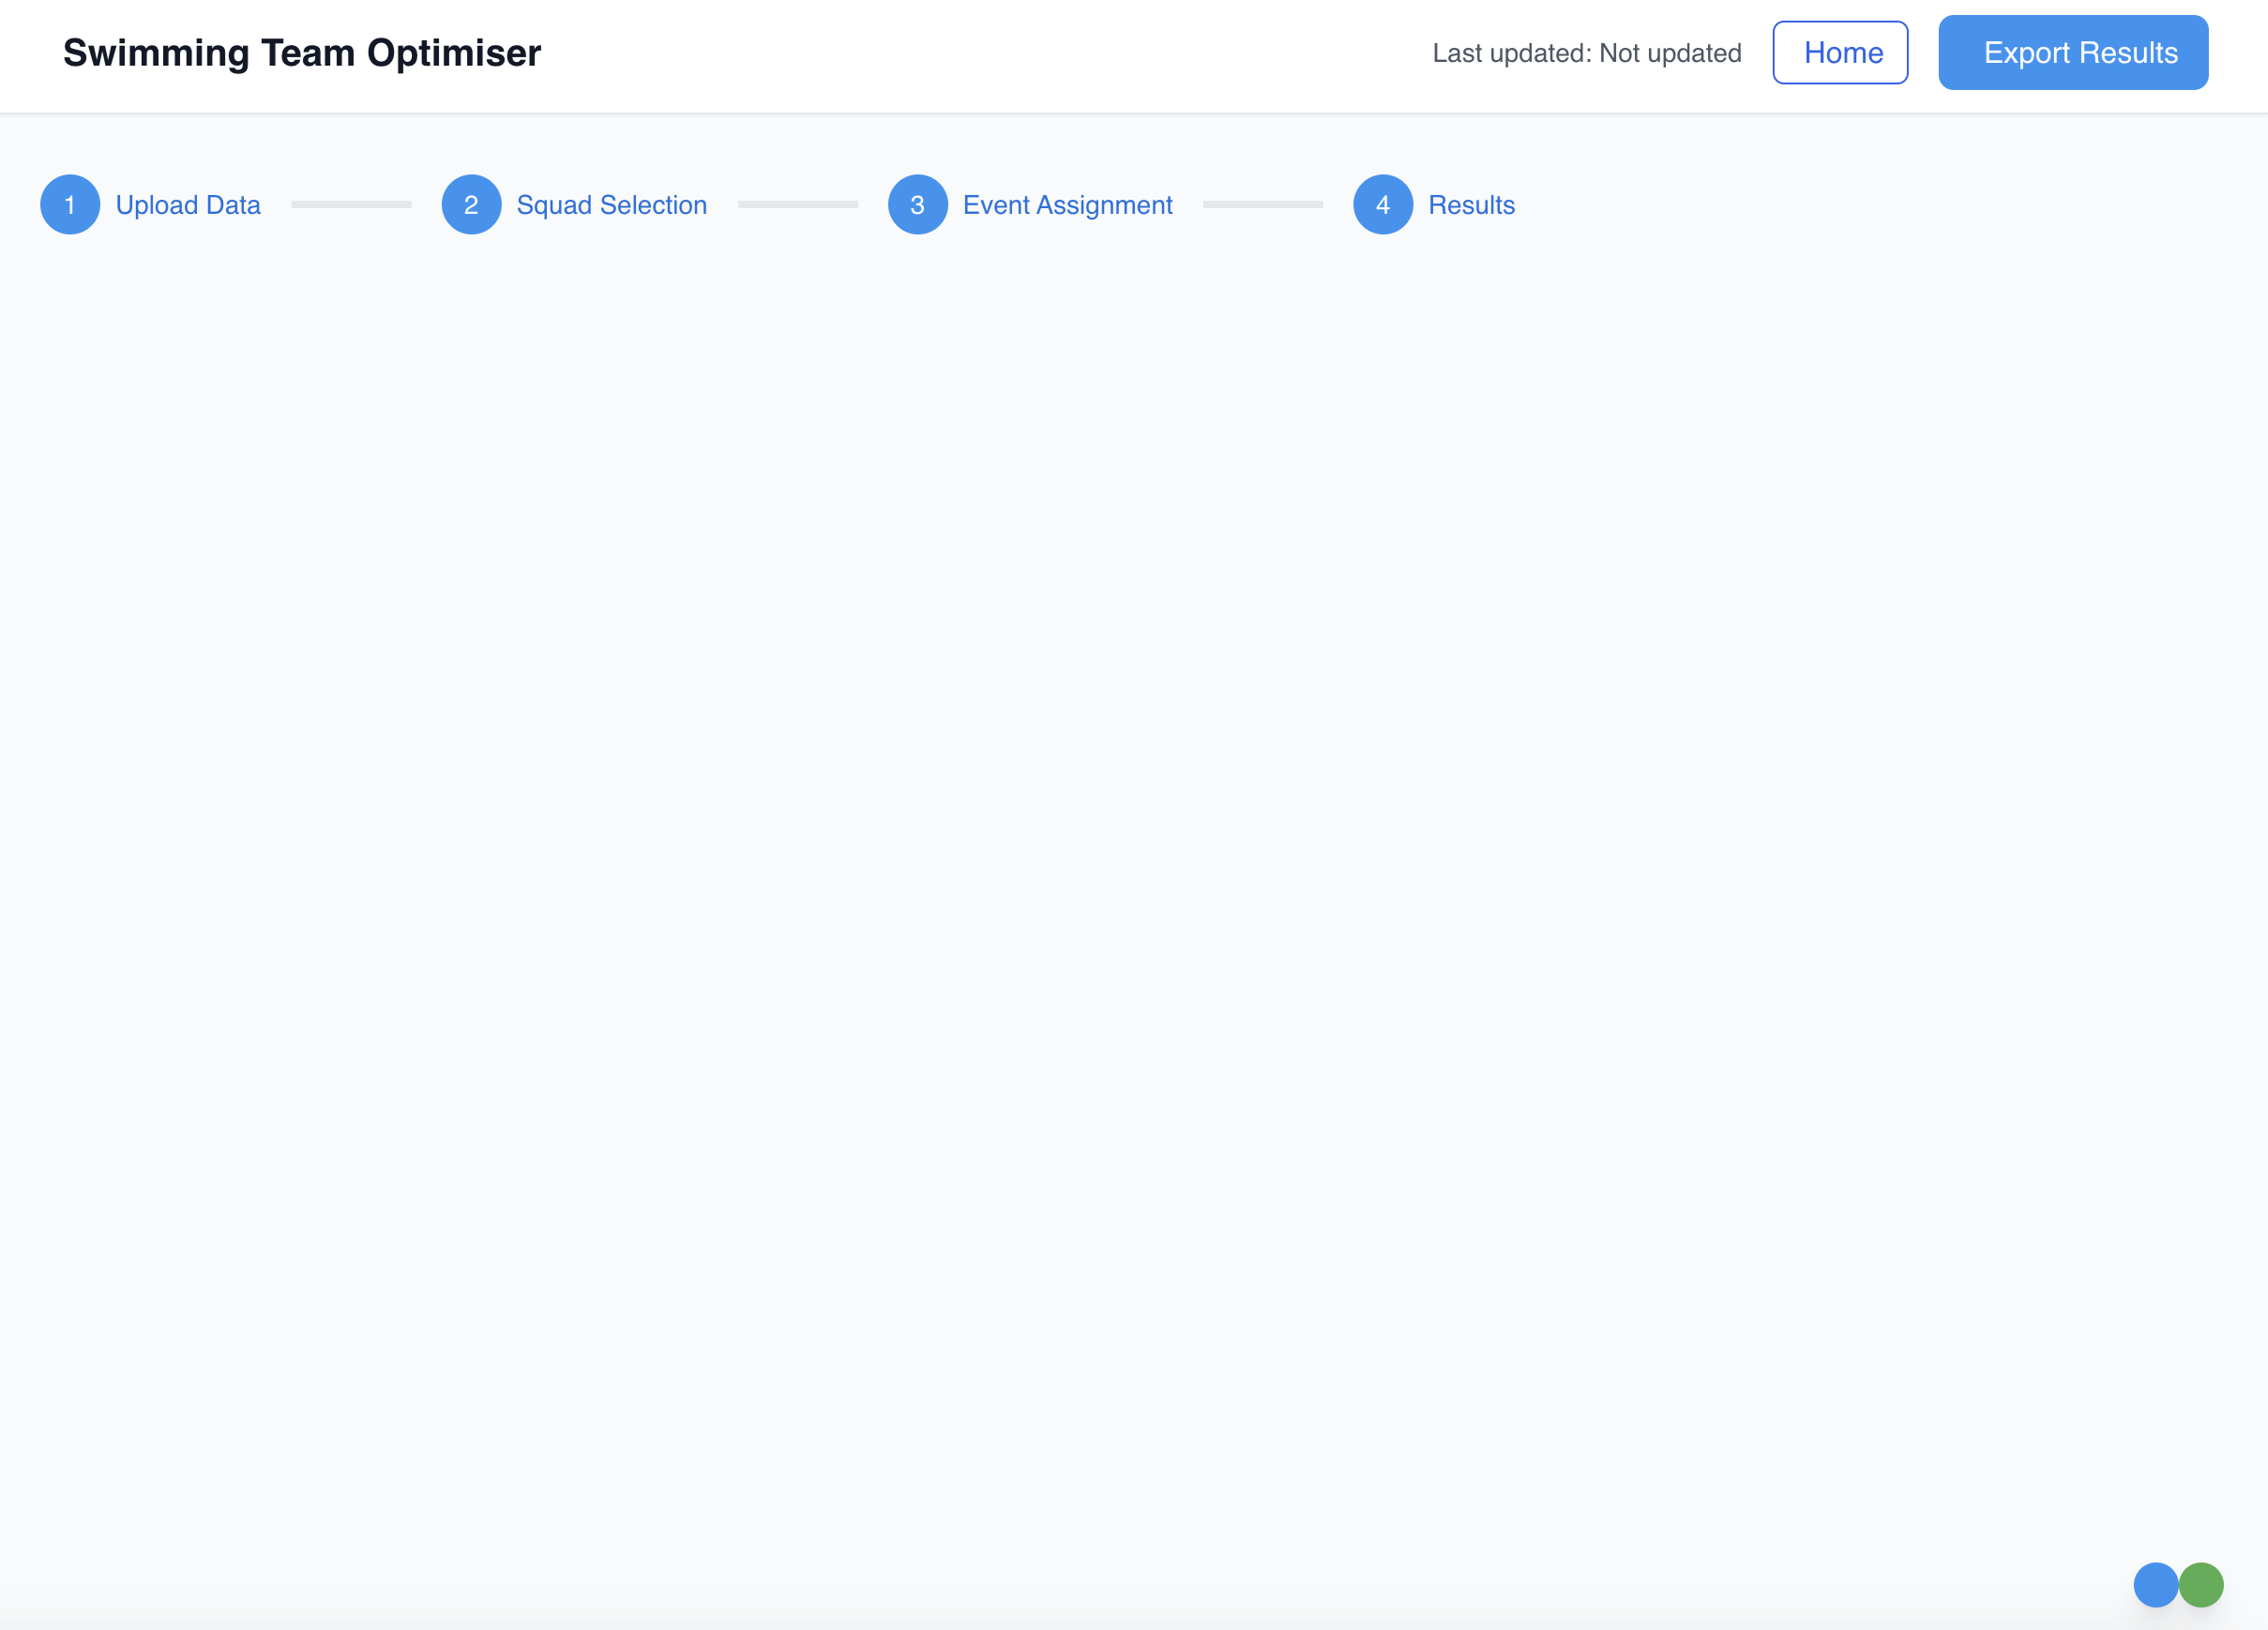 Swimming Team Optimiser
Last updated: Not updated
Home
Export Results
1 Upload Data
2 Squad Selection
3 Event Assignment
4 Results